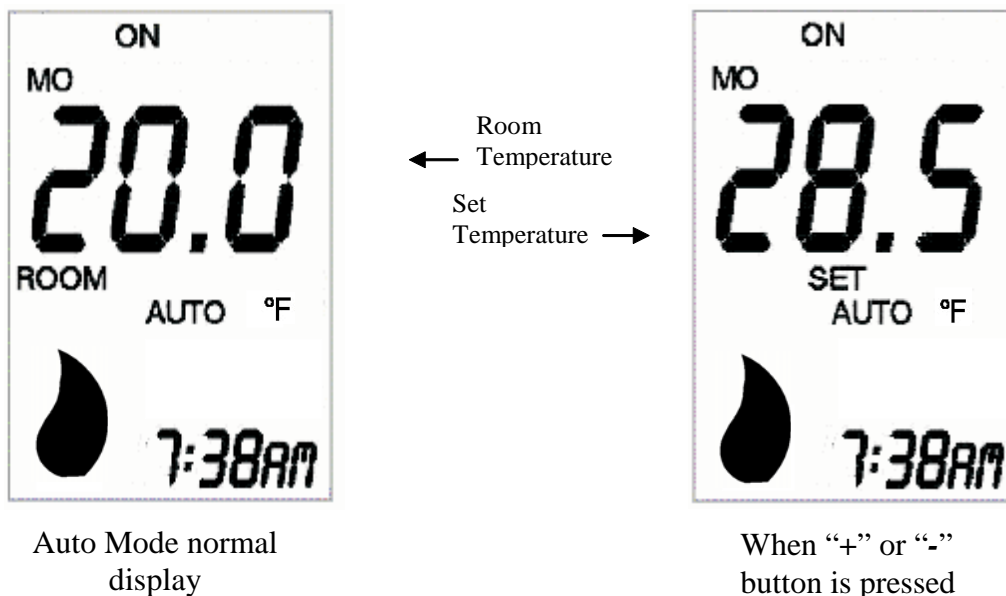 ON
MO
20.0
ROOM
AUTO °F
7:38AM
Auto Mode normal
display
Room
Temperature
Set
Temperature
ON
MO
28.5
SET
AUTO °F
7:38AM
When “+” or “-”
button is pressed